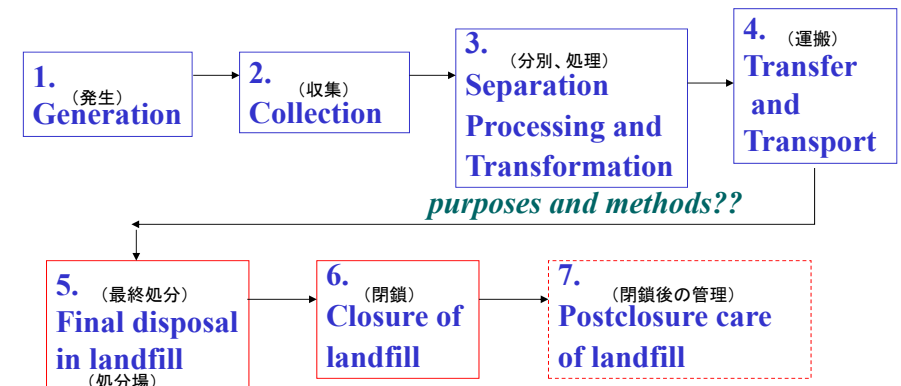 1.
（発生）
Generation
2.
（収集）
Collection
3.
（分別、処理）
Separation
Processing and
Transformation
4.
（運搬）
Transfer
and
Transport
purposes and methods??
5. （最終処分）
Final disposal
in landfill
（処分場）
6.
（閉鎖）
Closure of
landfill
7.
（閉鎖後の管理）
Postclosure care
of landfill